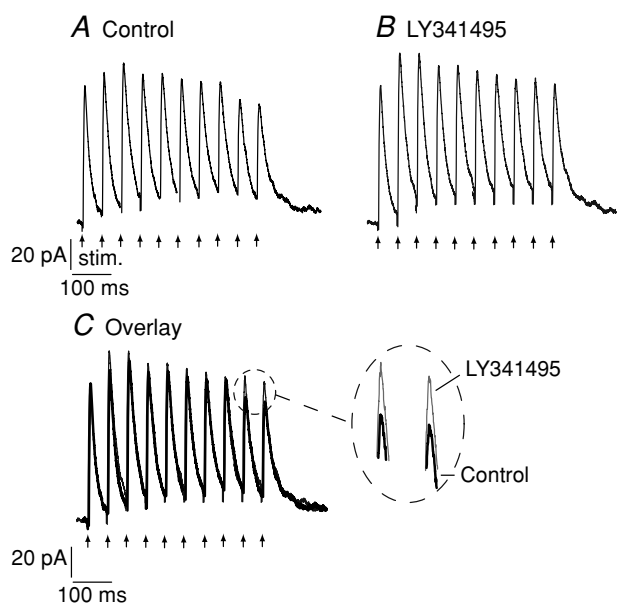 A Control
B LY341495
20 pA
stim.
100 ms
C Overlay
LY341495
Control
20 pA
100 ms